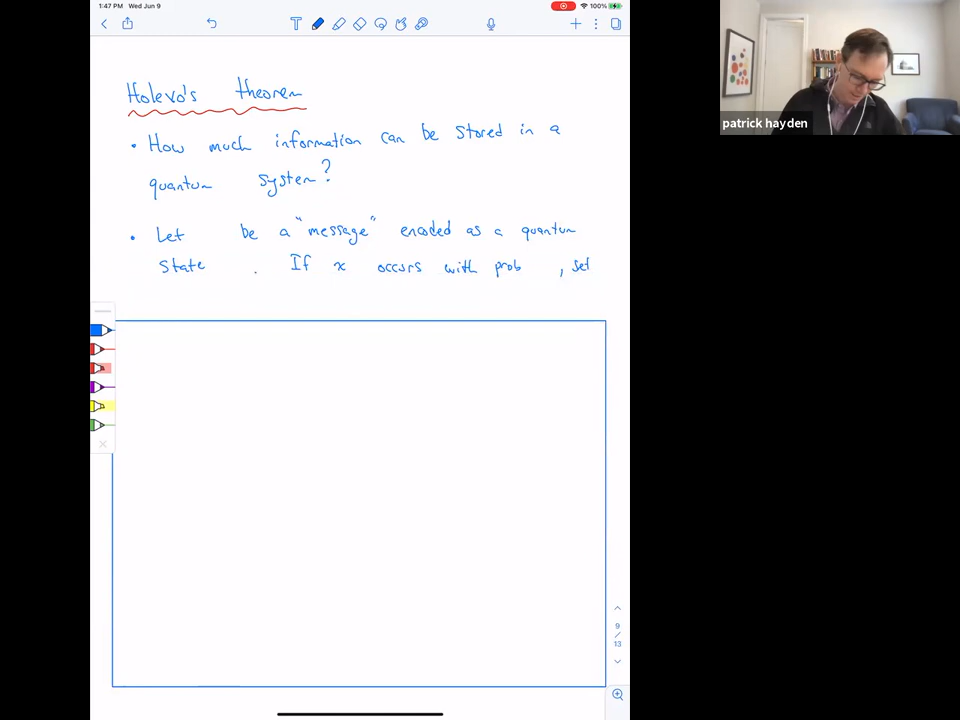 1:47 PM Wed Jun 9
100%
Holevo's theorem
• How much information can be stored in a
quantum system?
• Let be a "message" encoded as a quantum
state . If x occurs with prob , set
9
/
13
patrick hayden